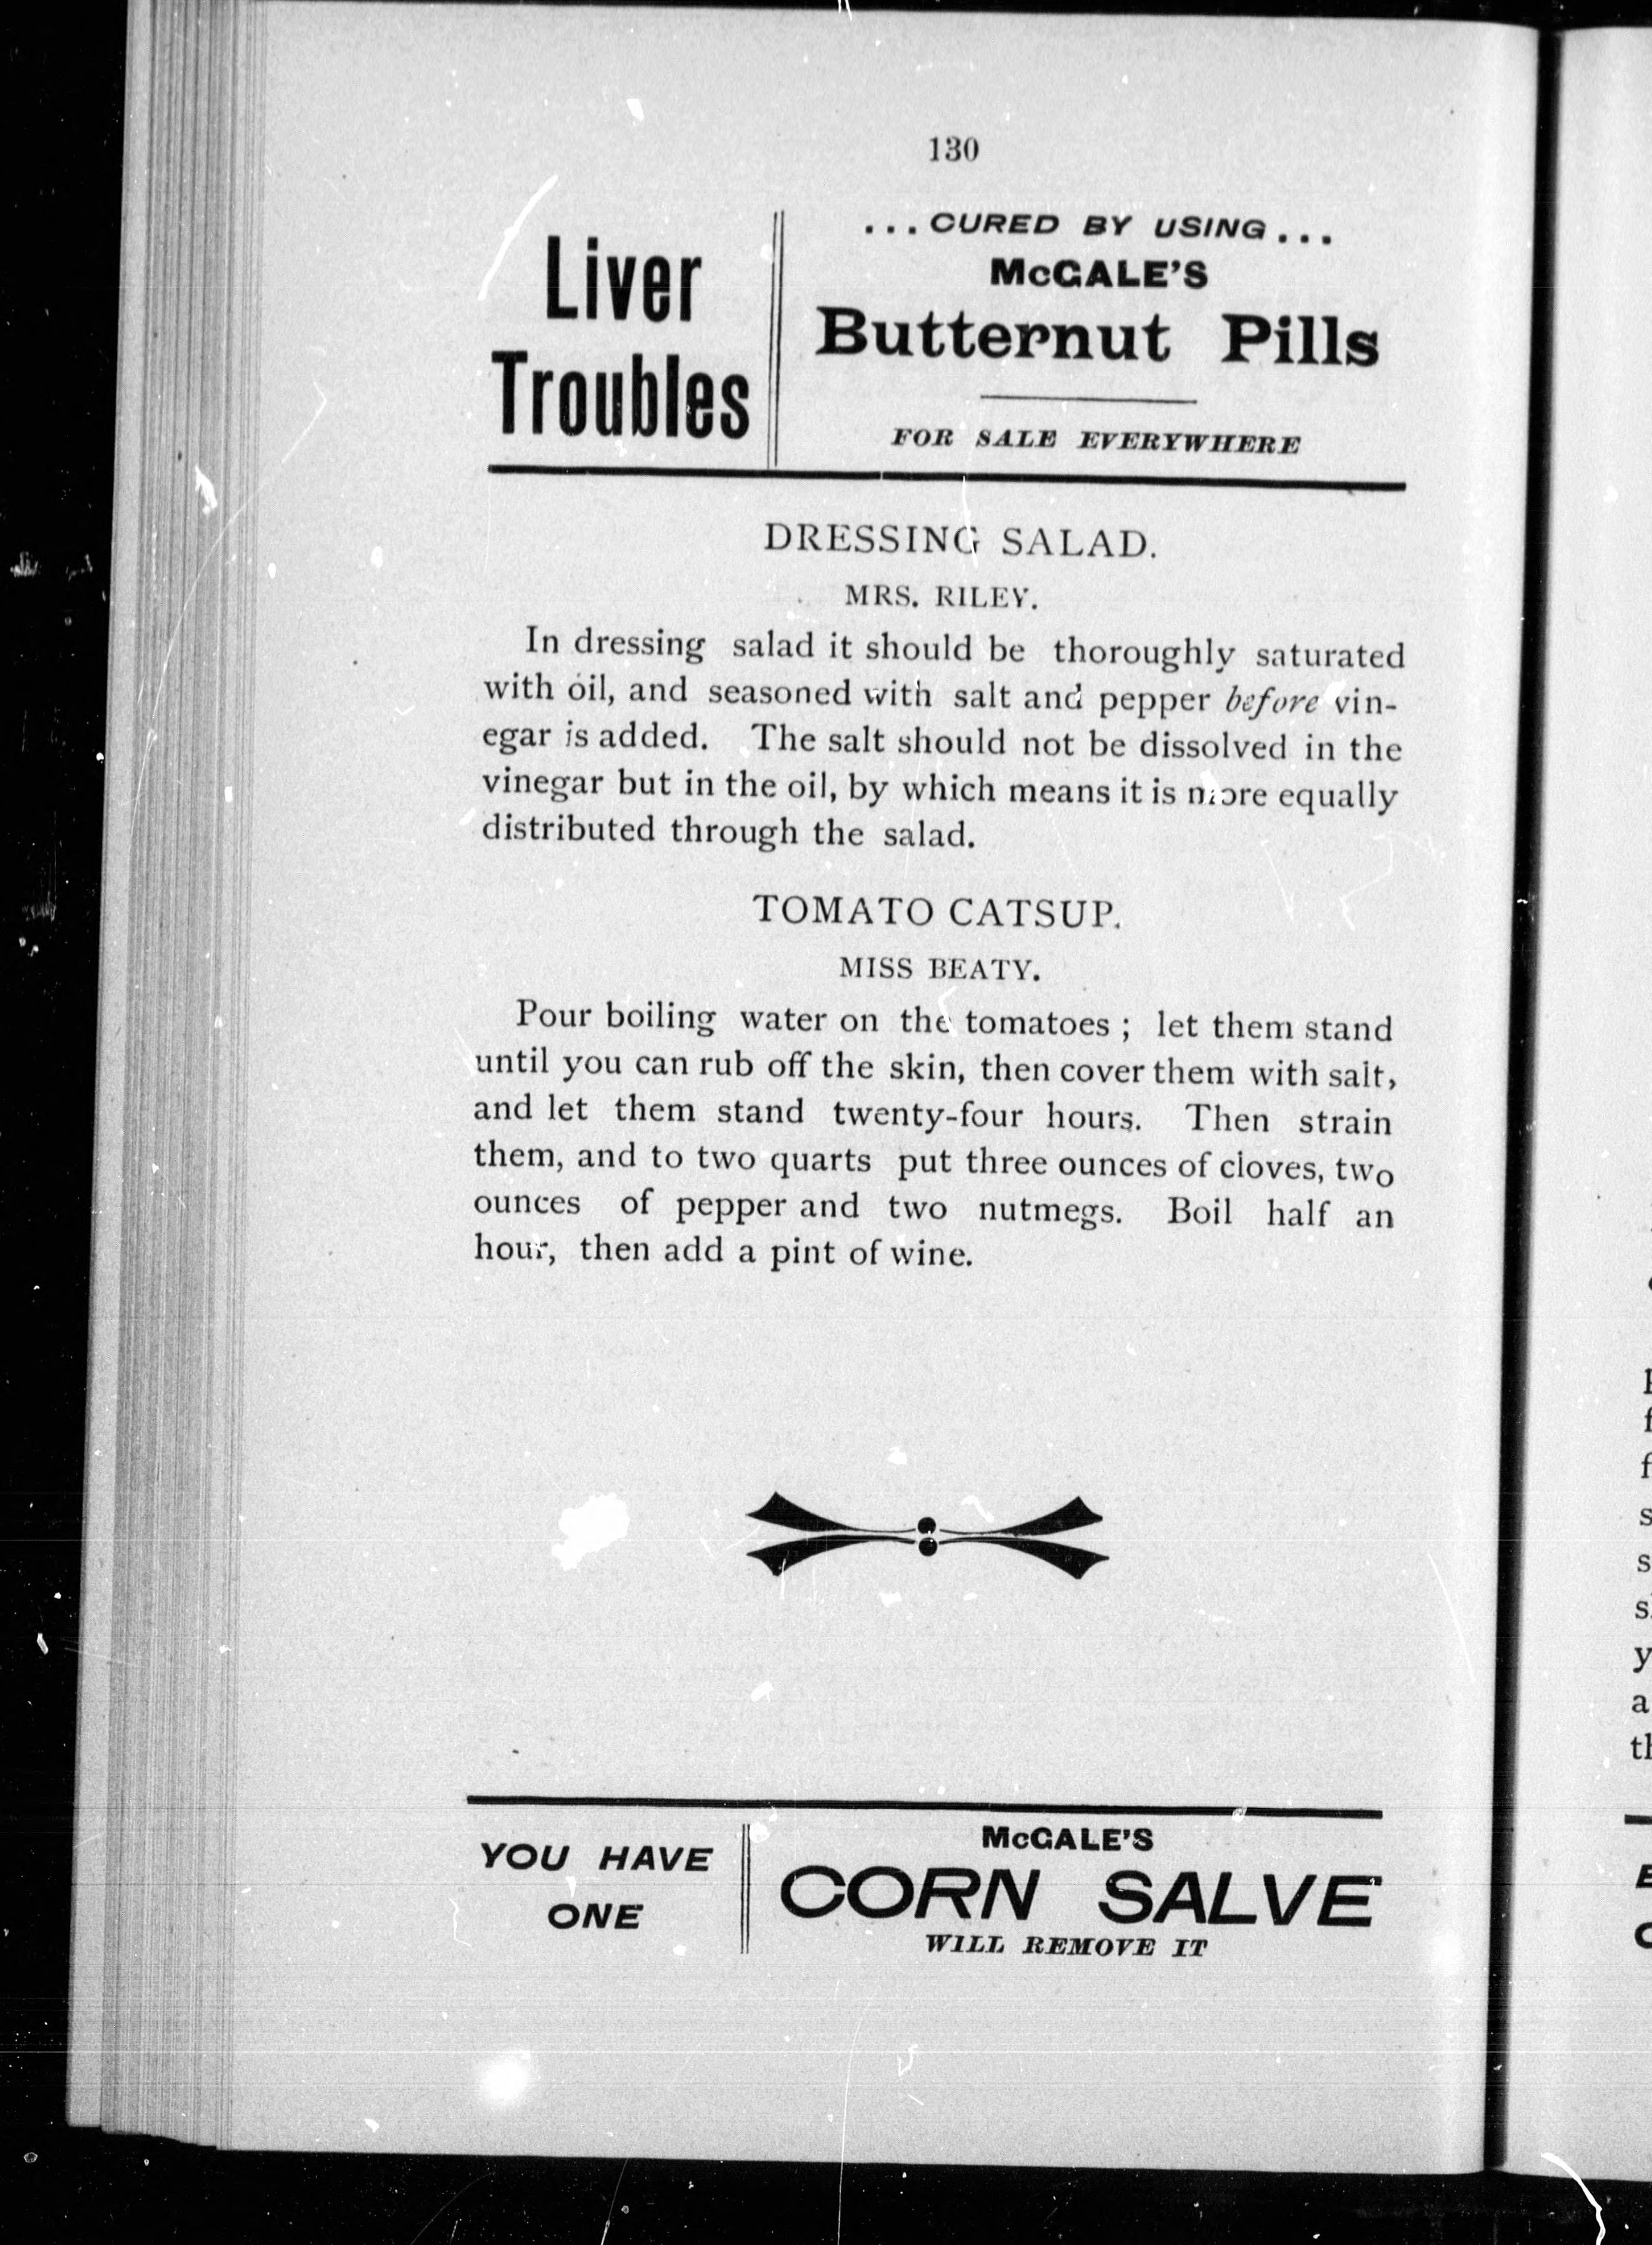 130
Liver
Troubles
...CURED BY USING...
McGALE'S
Butternut Pills
FOR SALE EVERYWHERE
DRESSING SALAD.
MRS. RILEY.
In dressing salad it should be thoroughly saturated
with oil, and seasoned with salt and pepper before vin-
egar is added. The salt should not be dissolved in the
vinegar but in the oil, by which means it is more equally
distributed through the salad.
TOMATO CATSUP.
MISS BEATY.
Pour boiling water on the tomatoes ; let them stand
until you can rub off the skin, then cover them with salt,
and let them stand twenty-four hours. Then strain
them, and to two quarts put three ounces of cloves, two
ounces of pepper and two nutmegs. Boil half an
hour, then add a pint of wine.
YOU HAVE
ONE
McGALE'S
CORN SALVE
WILL REMOVE IT